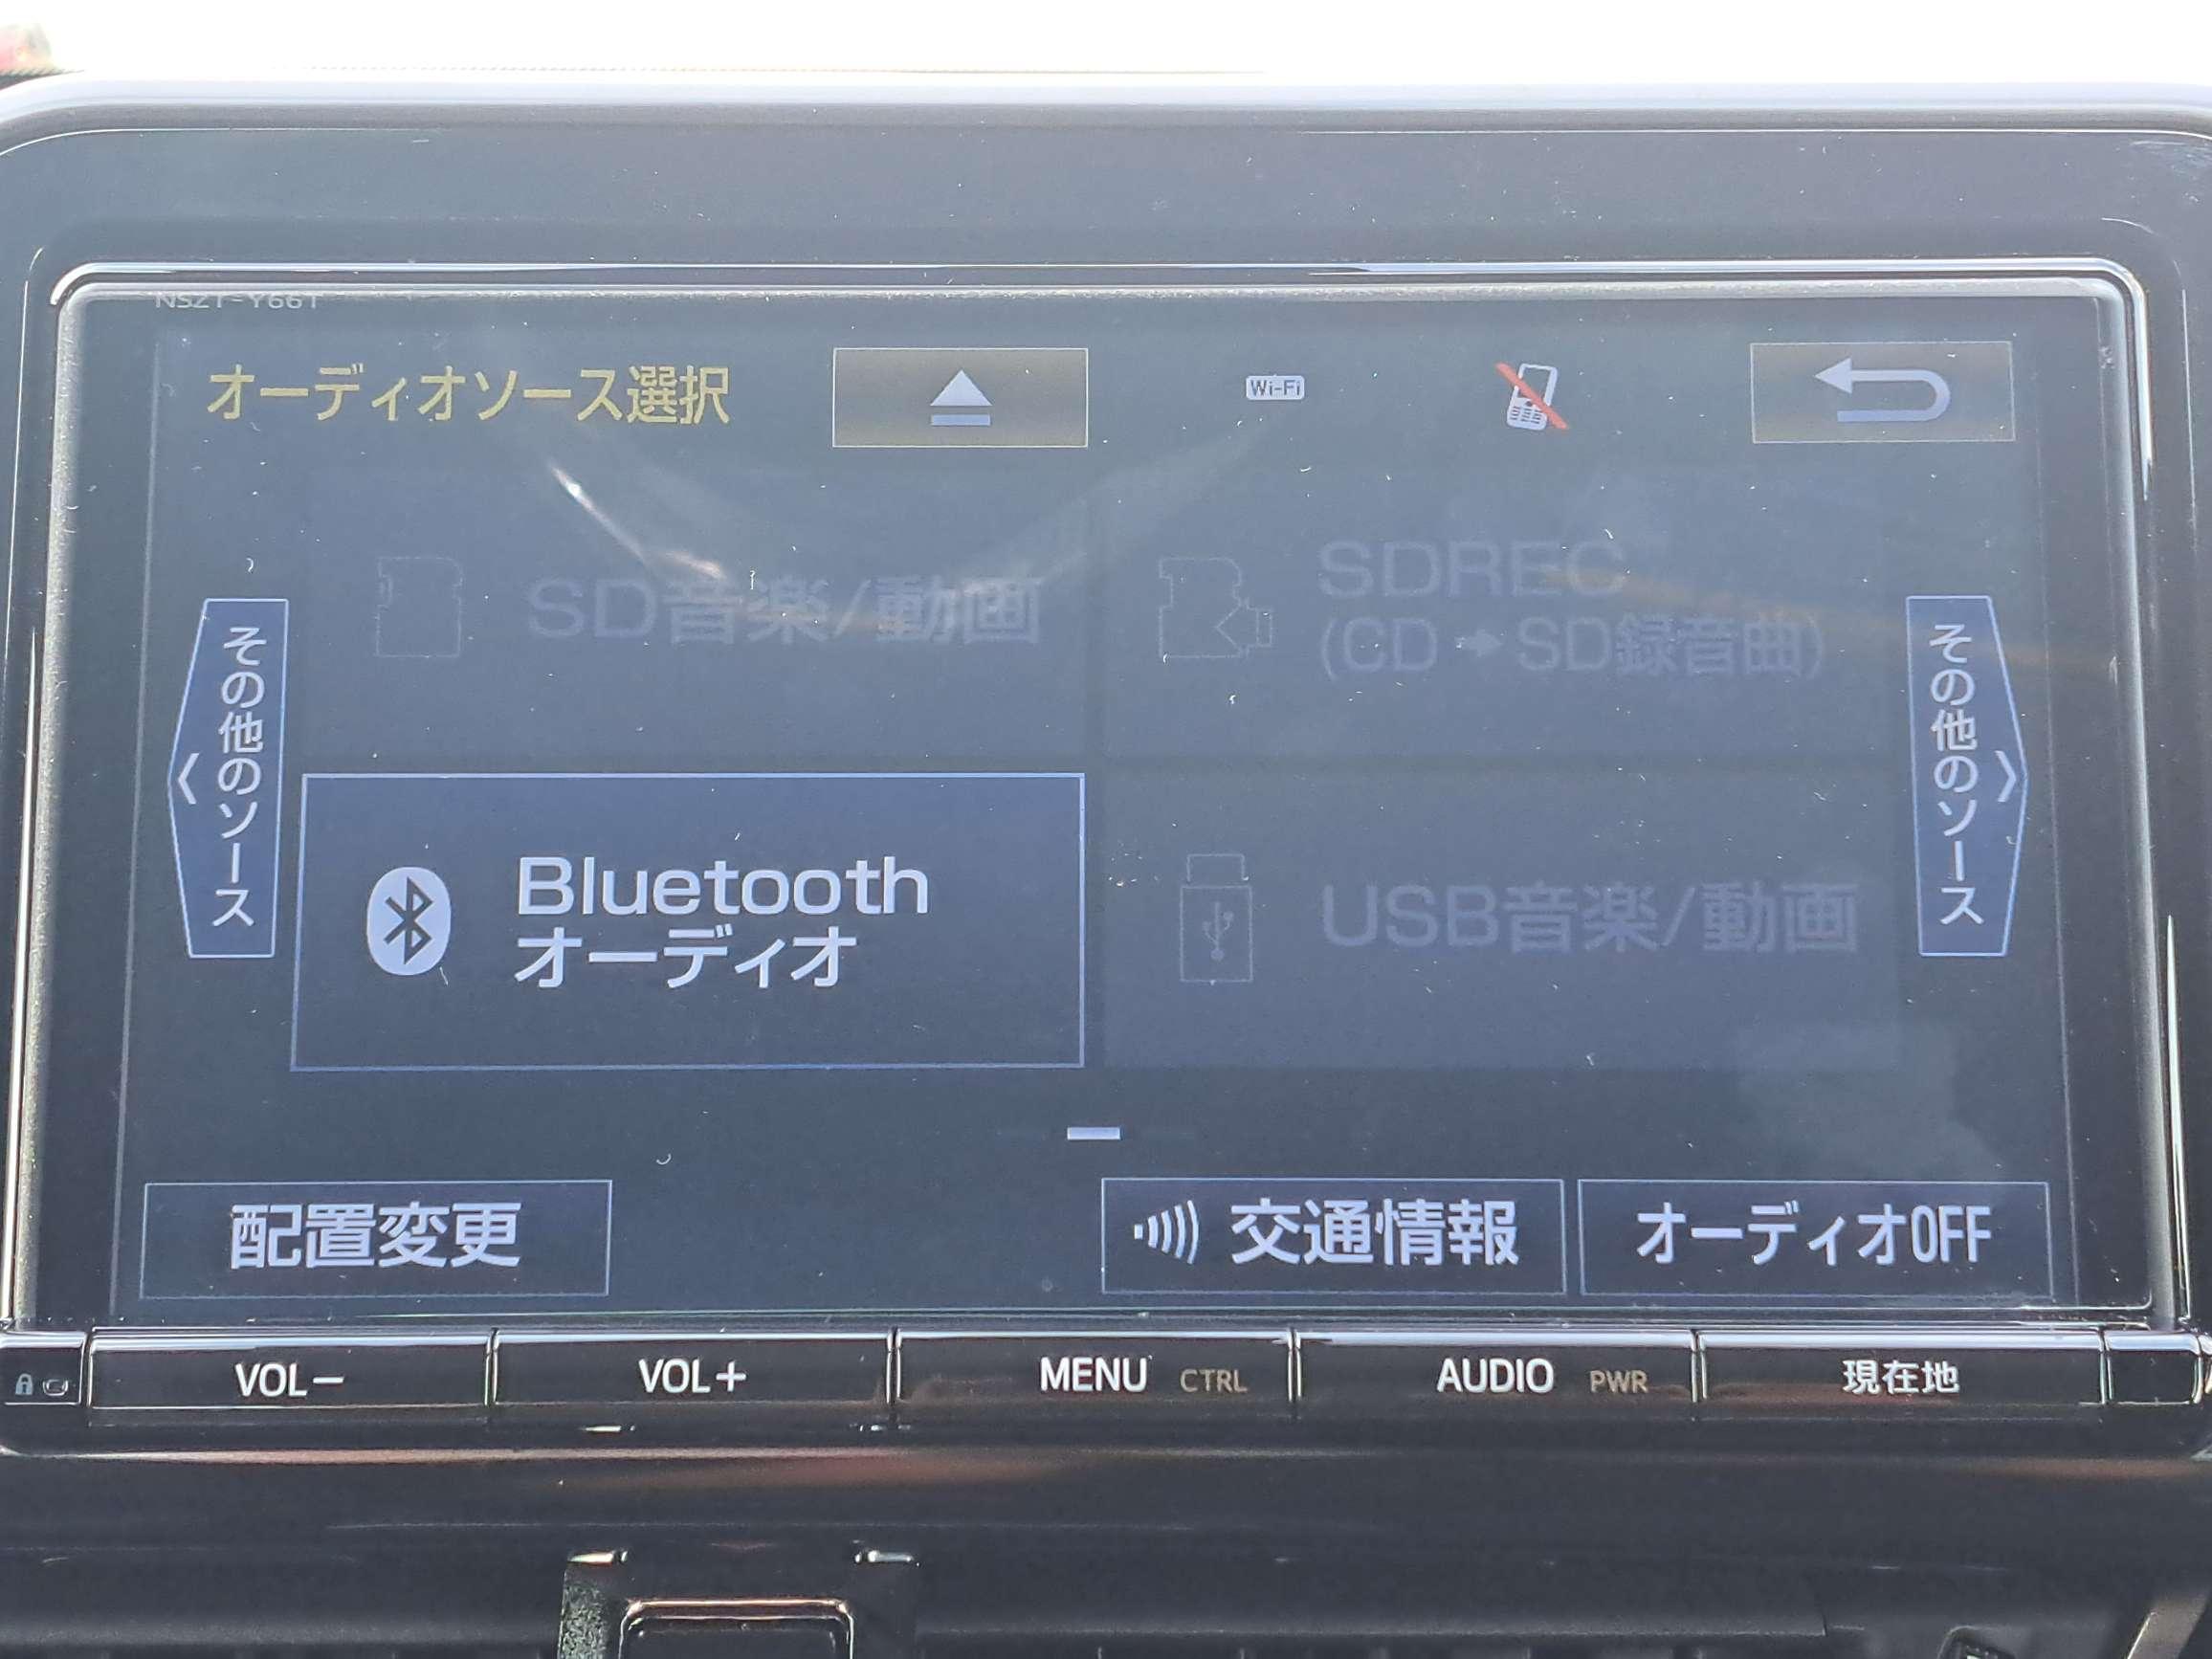 NSZT-Y66T
オーディオソース選択
Wi-Fi
SD音楽/動画
SDREC
(CD➜SD録音曲)
その他のソース
その他のソース
Bluetooth
オーディオ
USB音楽/動画
配置変更
交通情報
オーディオOFF
VOL−
VOL+
MENU CTRL
AUDIO PWR
現在地